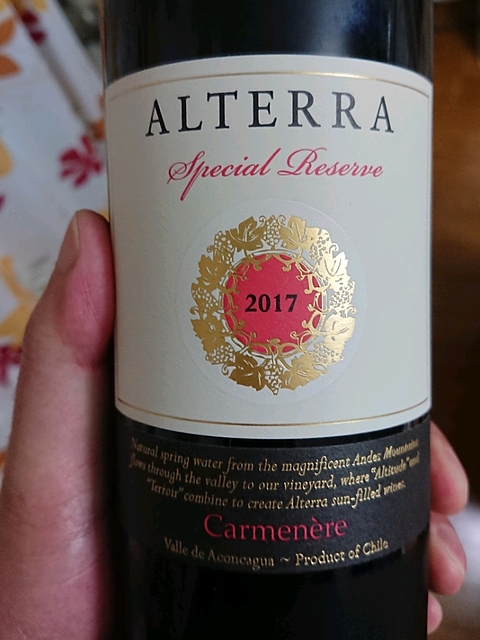 ALTERRA
Special Reserve
2017
Natural spring water from the magnificent Andes Mountains
flows through the valley to our vineyard, where "Altitude" and
"Terroir" combine to create Alterra sun-filled wines.
Carmenère
Valle de Aconcagua ~ Product of Chile